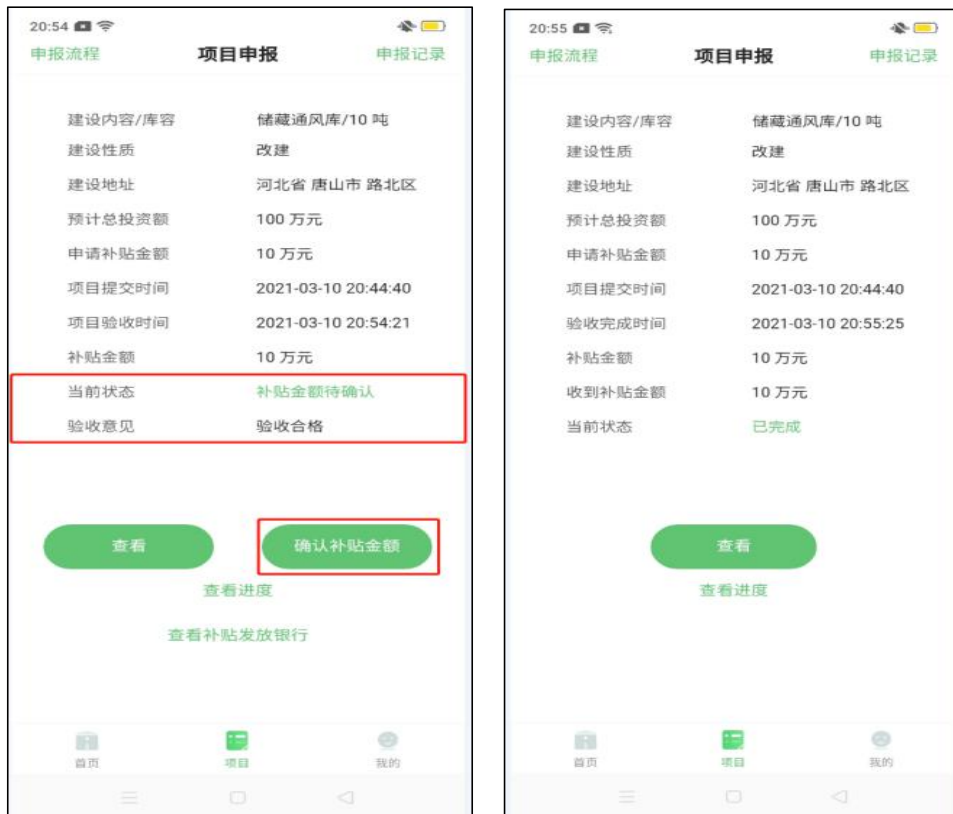 20:54
申报流程 项目申报 申报记录
建设内容/库容 储藏通风库/10 吨
建设性质 改建
建设地址 河北省 唐山市 路北区
预计总投资额 100 万元
申请补贴金额 10 万元
项目提交时间 2021-03-10 20:44:40
项目验收时间 2021-03-10 20:54:21
补贴金额 10 万元
当前状态 补贴金额待确认
验收意见 验收合格
查看 确认补贴金额
查看进度
查看补贴发放银行
首页 项目 我的
20:55
申报流程 项目申报 申报记录
建设内容/库容 储藏通风库/10 吨
建设性质 改建
建设地址 河北省 唐山市 路北区
预计总投资额 100 万元
申请补贴金额 10 万元
项目提交时间 2021-03-10 20:44:40
验收完成时间 2021-03-10 20:55:25
补贴金额 10 万元
收到补贴金额 10 万元
当前状态 已完成
查看
查看进度
首页 项目 我的